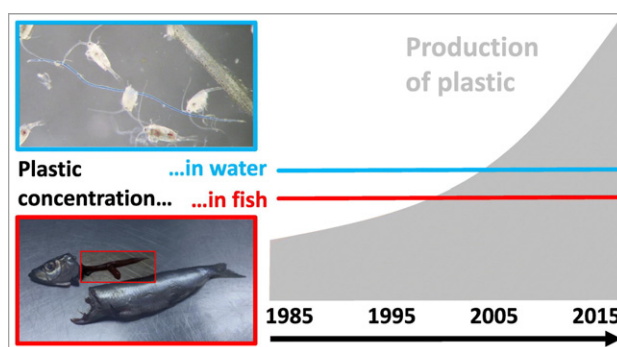 Production
of plastic
Plastic ...in water
concentration... ...in fish
1985 1995 2005 2015